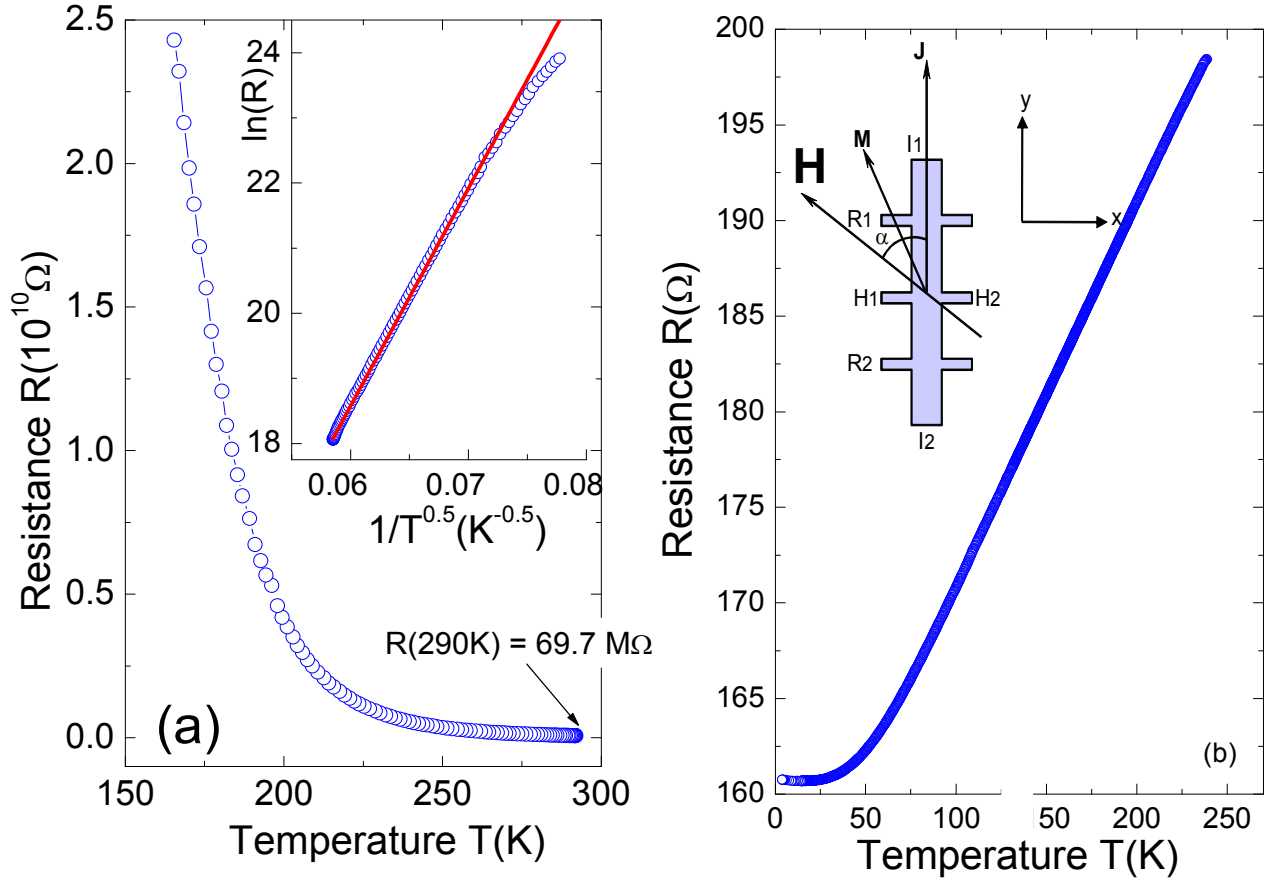 2.5
2.0
1.5
1.0
0.5
0.0
Resistance R(10^10Ω)
150
200
250
300
Temperature T(K)
(a)
R(290K) = 69.7 MΩ
24
22
20
18
ln(R)
0.06
0.07
0.08
1/T^0.5(K^-0.5)
200
195
190
185
180
175
170
165
160
Resistance R(Ω)
0
50
100
50
200
250
Temperature T(K)
(b)
J
M
H
α
I1
R1
H1
H2
R2
I2
y
x